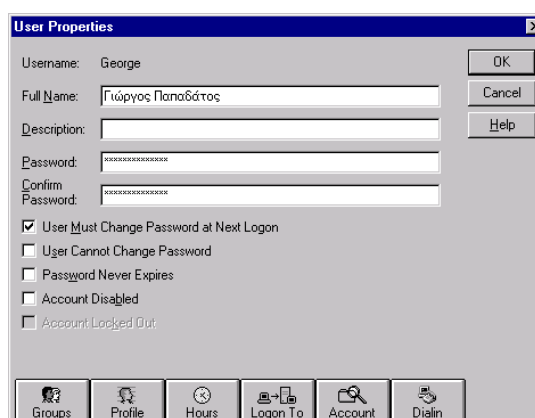 User Properties
Username: George
OK
Full Name: Γιώργος Παπαδάτος
Cancel
Description:
Help
Password: **************
Confirm
Password: **************
User Must Change Password at Next Logon
User Cannot Change Password
Password Never Expires
Account Disabled
Account Locked Out
Groups Profile Hours Logon To Account Dialin